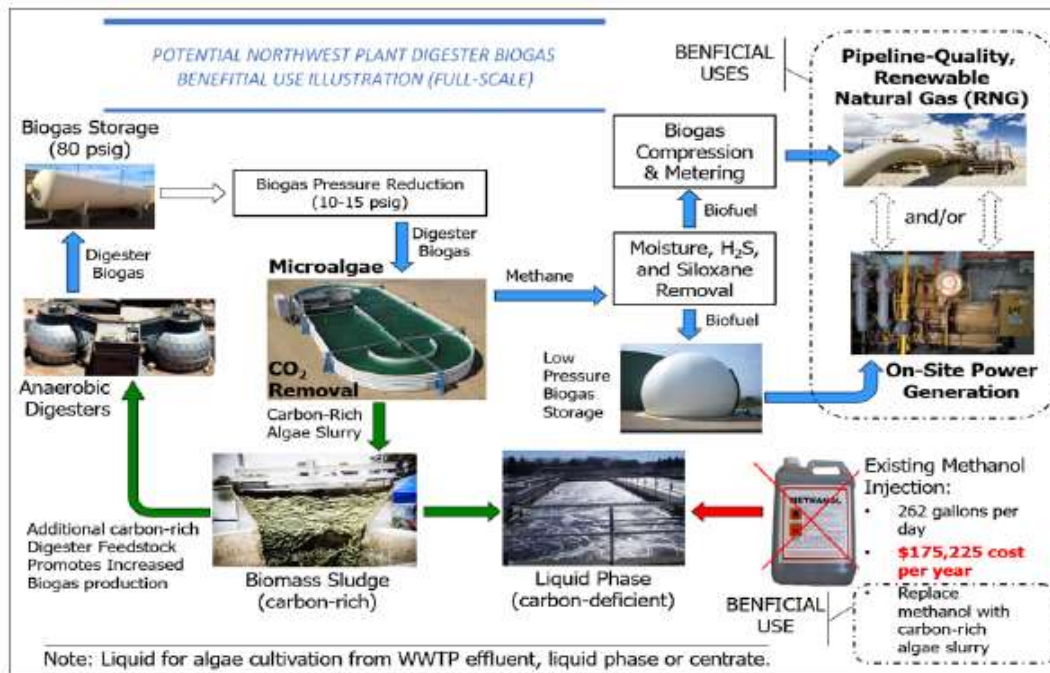 POTENTIAL NORTHWEST PLANT DIGESTER BIOGAS
BENEFITIAL USE ILLUSTRATION (FULL-SCALE)
BENFICIAL
USES
Pipeline-Quality,
Renewable
Natural Gas (RNG)
Biogas Storage
(80 psig)
Biogas Pressure Reduction
(10-15 psig)
Biogas
Compression
& Metering
and/or
Digester
Biogas
Digester
Biogas
Biofuel
Microalgae
Methane
Moisture, H₂S,
and Siloxane
Removal
Biofuel
CO₂
Removal
Anaerobic
Digesters
Low
Pressure
Biogas
Storage
On-Site Power
Generation
Carbon-Rich
Algae Slurry
METHANOL
Existing Methanol
Injection:
• 262 gallons per
day
• $175,225 cost
per year
• Replace
methanol with
carbon-rich
algae slurry
Additional carbon-rich
Digester Feedstock
Promotes Increased
Biogas production
Biomass Sludge
(carbon-rich)
Liquid Phase
(carbon-deficient)
BENFICIAL
USE
Note: Liquid for algae cultivation from WWTP effluent, liquid phase or centrate.